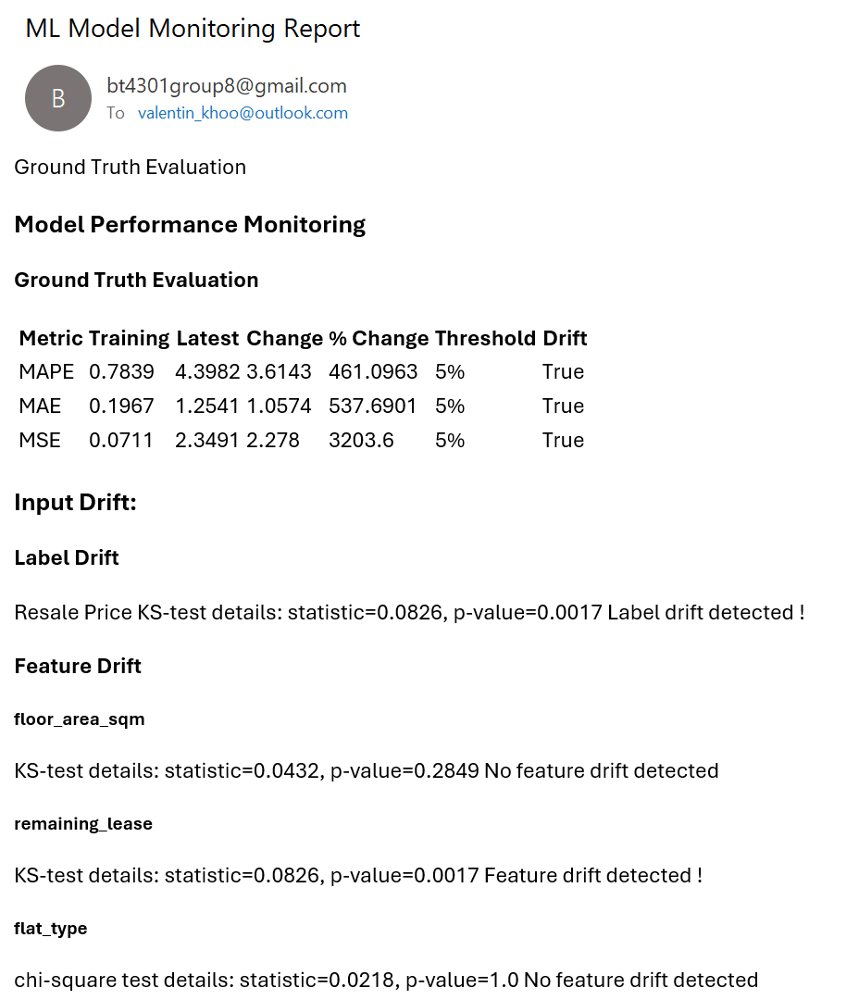 ML Model Monitoring Report
B
bt4301group8@gmail.com
To valentin_khoo@outlook.com
Ground Truth Evaluation
Model Performance Monitoring
Ground Truth Evaluation
Metric Training Latest Change % Change Threshold Drift
MAPE 0.7839 4.3982 3.6143 461.0963 5% True
MAE 0.1967 1.2541 1.0574 537.6901 5% True
MSE 0.0711 2.3491 2.278 3203.6 5% True
Input Drift:
Label Drift
Resale Price KS-test details: statistic=0.0826, p-value=0.0017 Label drift detected !
Feature Drift
floor_area_sqm
KS-test details: statistic=0.0432, p-value=0.2849 No feature drift detected
remaining_lease
KS-test details: statistic=0.0826, p-value=0.0017 Feature drift detected !
flat_type
chi-square test details: statistic=0.0218, p-value=1.0 No feature drift detected